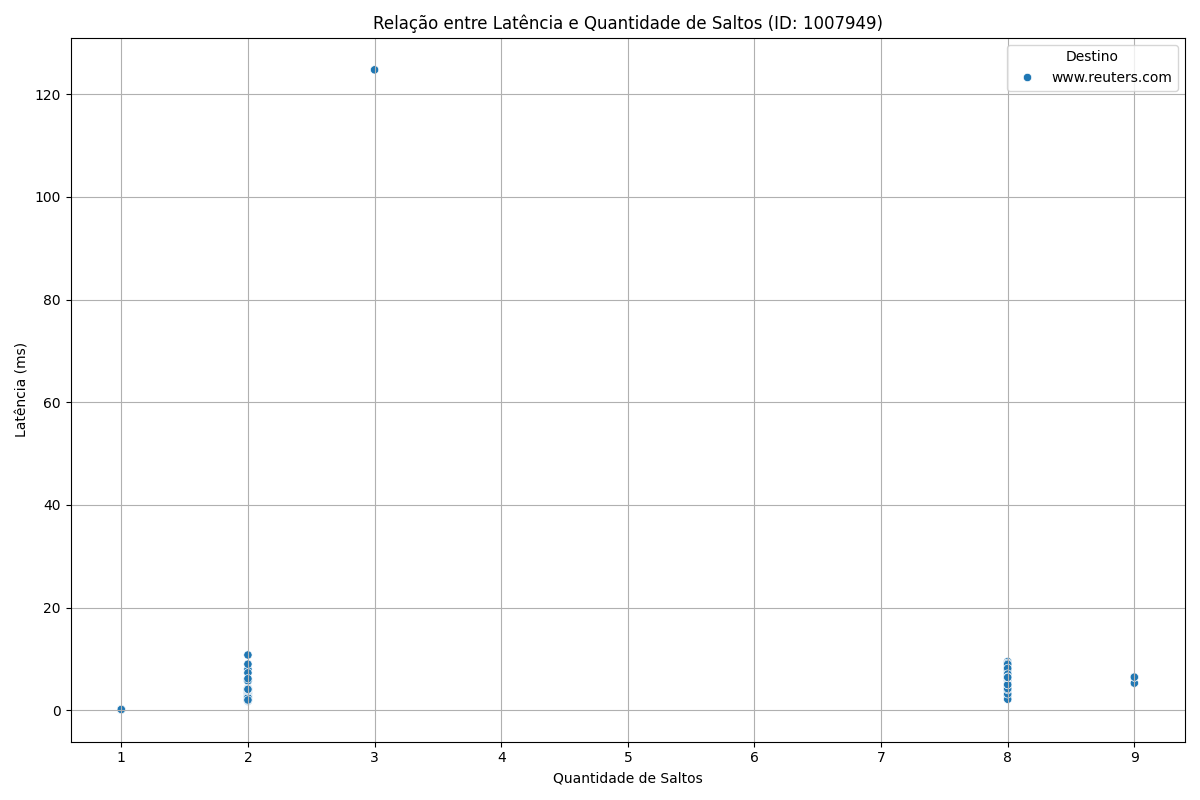 Relação entre Latência e Quantidade de Saltos (ID: 1007949)
Destino
www.reuters.com
120
100
80
60
40
20
0
Latência (ms)
1 2 3 4 5 6 7 8 9
Quantidade de Saltos